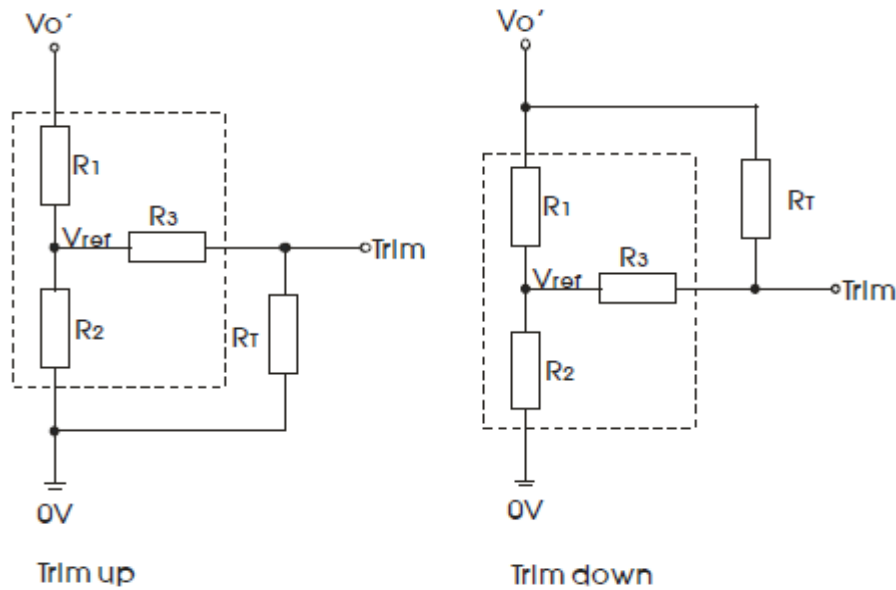 Vo'
R1
Vref
R3
Trim
R2
RT
0V
Trim up
Vo'
R1
RT
Vref
R3
Trim
R2
0V
Trim down